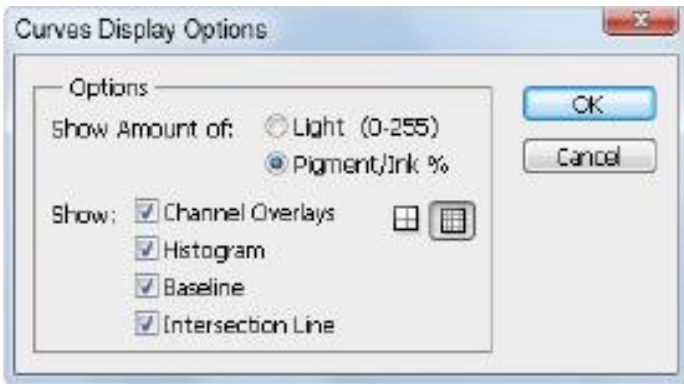 Curves Display Options
Options
Show Amount of: Light (0-255)
Pigment/Ink %
Show: Channel Overlays
Histogram
Baseline
Intersection Line
OK
Cancel